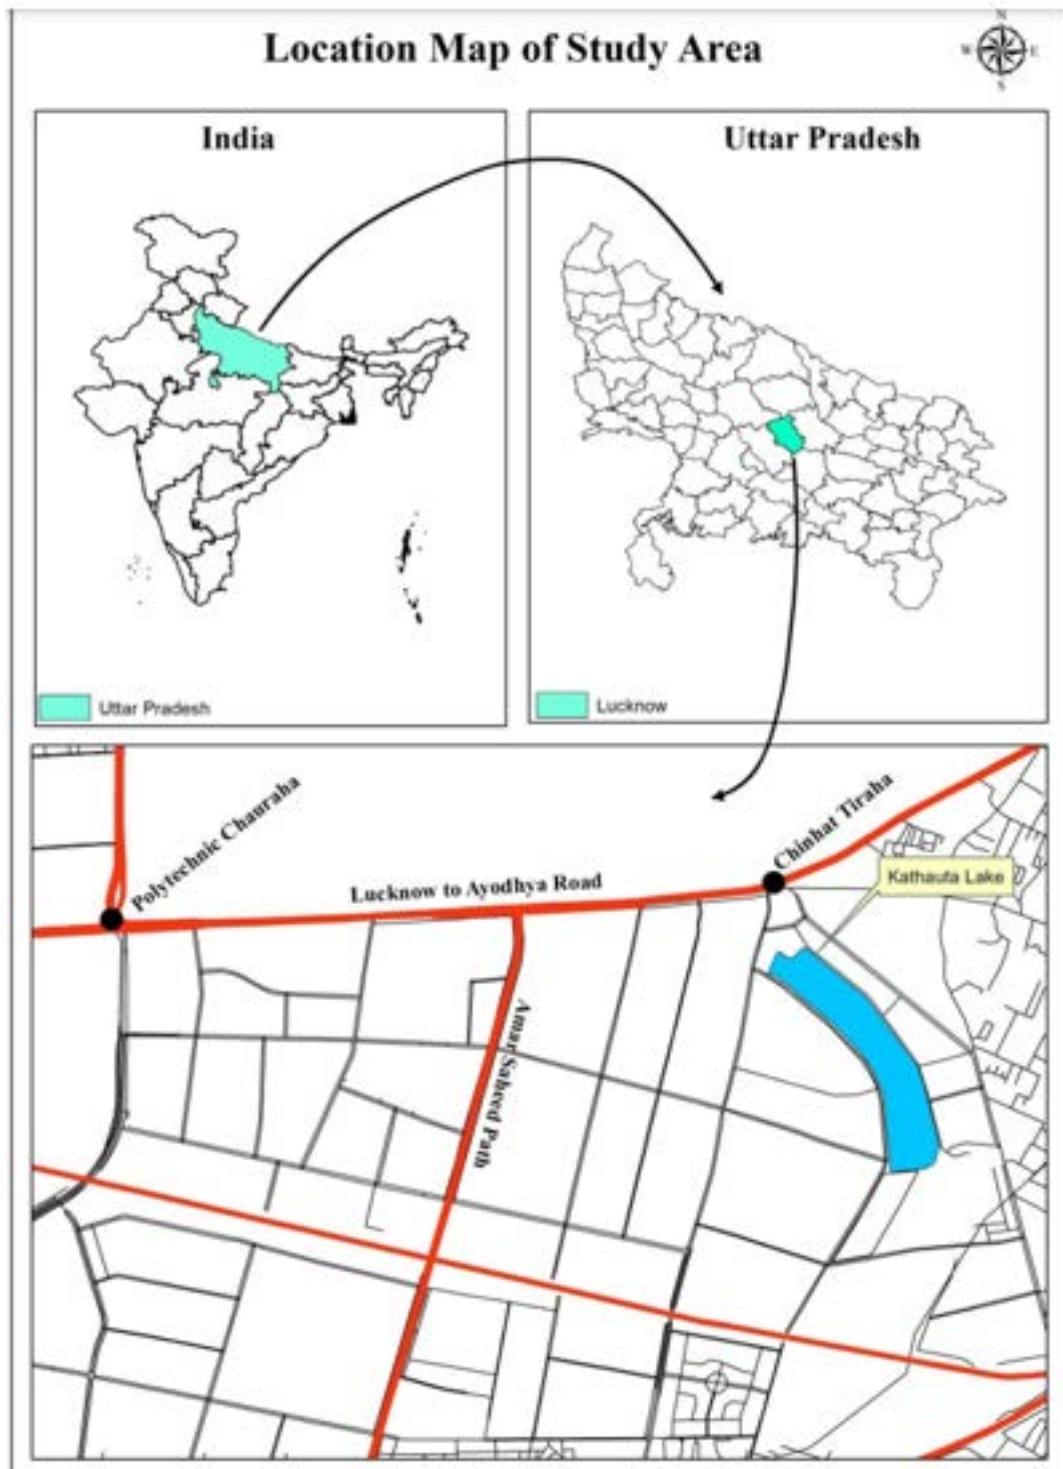 Location Map of Study Area
N
W E
S
India
Uttar Pradesh
Uttar Pradesh
Lucknow
Polytechnic Chauraha
Chinhat Tiraha
Lucknow to Ayodhya Road
Kathauta Lake
Amar Saheed Path